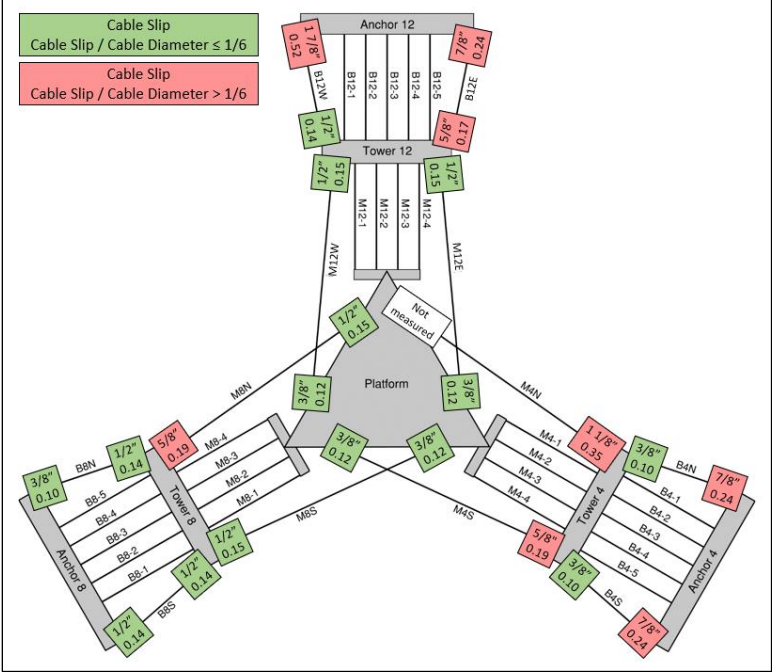 Cable Slip
Cable Slip / Cable Diameter ≤ 1/6
Cable Slip
Cable Slip / Cable Diameter > 1/6
Anchor 12
1 7/8"
0.52
7/8"
0.24
B12W
B12-1
B12-2
B12-3
B12-4
B12-5
B12E
1/2"
0.14
5/8"
0.17
Tower 12
1/2"
0.15
1/2"
0.15
M12-1
M12-2
M12-3
M12-4
M12W
M12E
Not
measured
1/2"
0.15
Platform
3/8"
0.12
3/8"
0.12
M8N
M4N
3/8"
0.12
3/8"
0.12
5/8"
0.19
1/2"
0.14
B8N
3/8"
0.10
M8-4
M8-3
M8-2
M8-1
M8S
B8-5
B8-4
B8-3
B8-2
B8-1
Tower 8
Anchor 8
1/2"
0.15
1/2"
0.14
B8S
1/2"
0.14
M4-1
M4-2
M4-3
M4-4
M4S
1 1/8"
0.35
3/8"
0.10
B4N
7/8"
0.24
B4-1
B4-2
B4-3
B4-4
B4-5
Tower 4
Anchor 4
5/8"
0.19
3/8"
0.10
B4S
7/8"
0.24